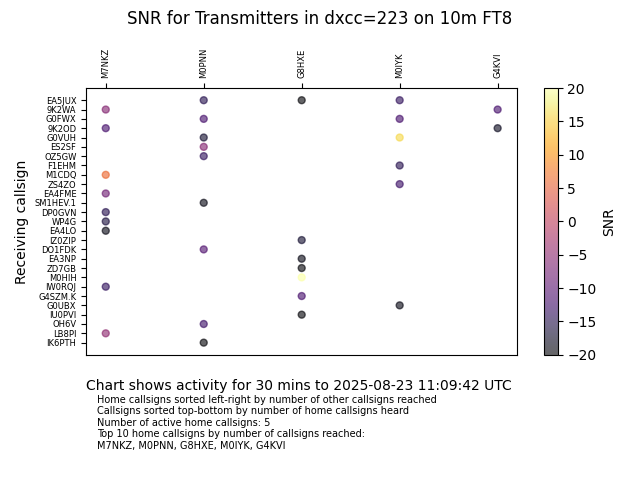 SNR for Transmitters in dxcc=223 on 10m FT8
M7NKZ
M0PNN
G8HXE
M0IYK
G4KVI
EA5JUX
9K2WA
G0FWX
9K2OD
G0VUH
ES2SF
OZ5GW
F1EHM
M1CDQ
ZS4ZO
EA4FME
SM1HEV.1
DP0GVN
WP4G
EA4LO
IZ0ZIP
DO1FDK
EA3NP
ZD7GB
M0HIH
IW0RQJ
G4SZM.K
G0UBX
IU0PVI
OH6V
LB8PI
IK6PTH
Receiving callsign
20
15
10
5
0
−5
−10
−15
−20
SNR
Chart shows activity for 30 mins to 2025-08-23 11:09:42 UTC
Home callsigns sorted left-right by number of other callsigns reached
Callsigns sorted top-bottom by number of home callsigns heard
Number of active home callsigns: 5
Top 10 home callsigns by number of callsigns reached:
M7NKZ, M0PNN, G8HXE, M0IYK, G4KVI